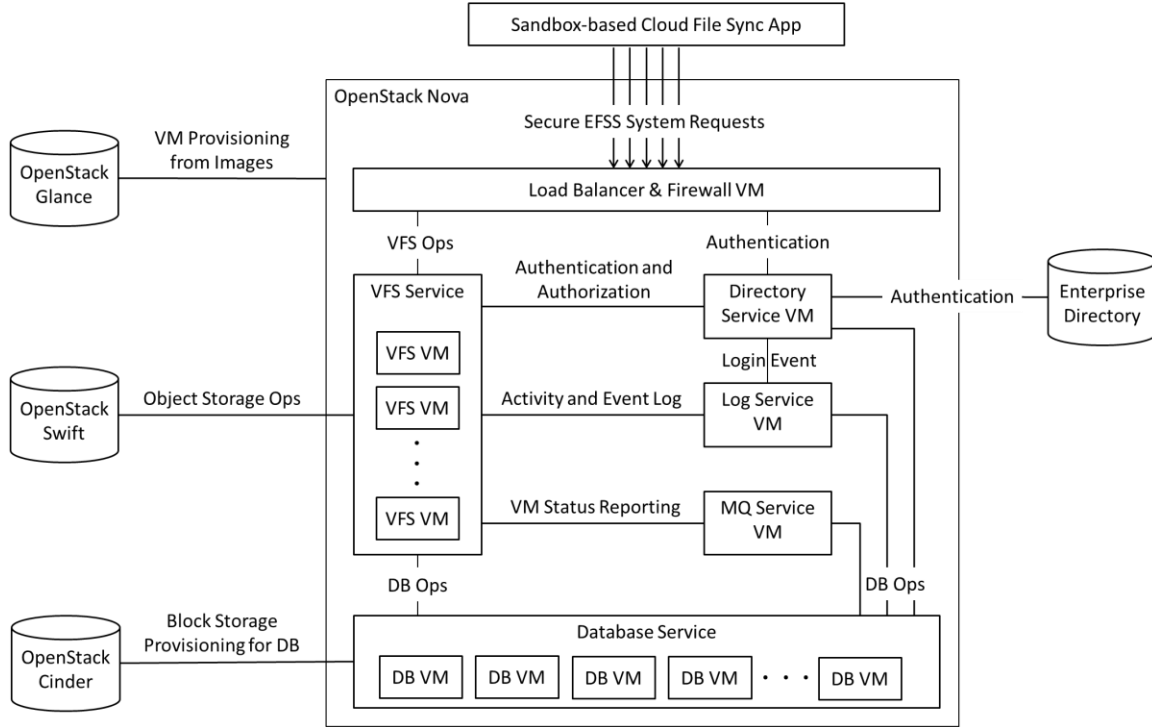 Sandbox-based Cloud File Sync App
OpenStack Nova
Secure EFSS System Requests
VM Provisioning
from Images
OpenStack
Glance
Load Balancer & Firewall VM
VFS Ops
Authentication
VFS Service
Authentication and
Authorization
Directory
Service VM
Authentication
Enterprise
Directory
VFS VM
Login Event
OpenStack
Swift
Object Storage Ops
VFS VM
Activity and Event Log
Log Service
VM
. . .
VFS VM
VM Status Reporting
MQ Service
VM
DB Ops
DB Ops
OpenStack
Cinder
Block Storage
Provisioning for DB
Database Service
DB VM
DB VM
DB VM
DB VM
. . .
DB VM